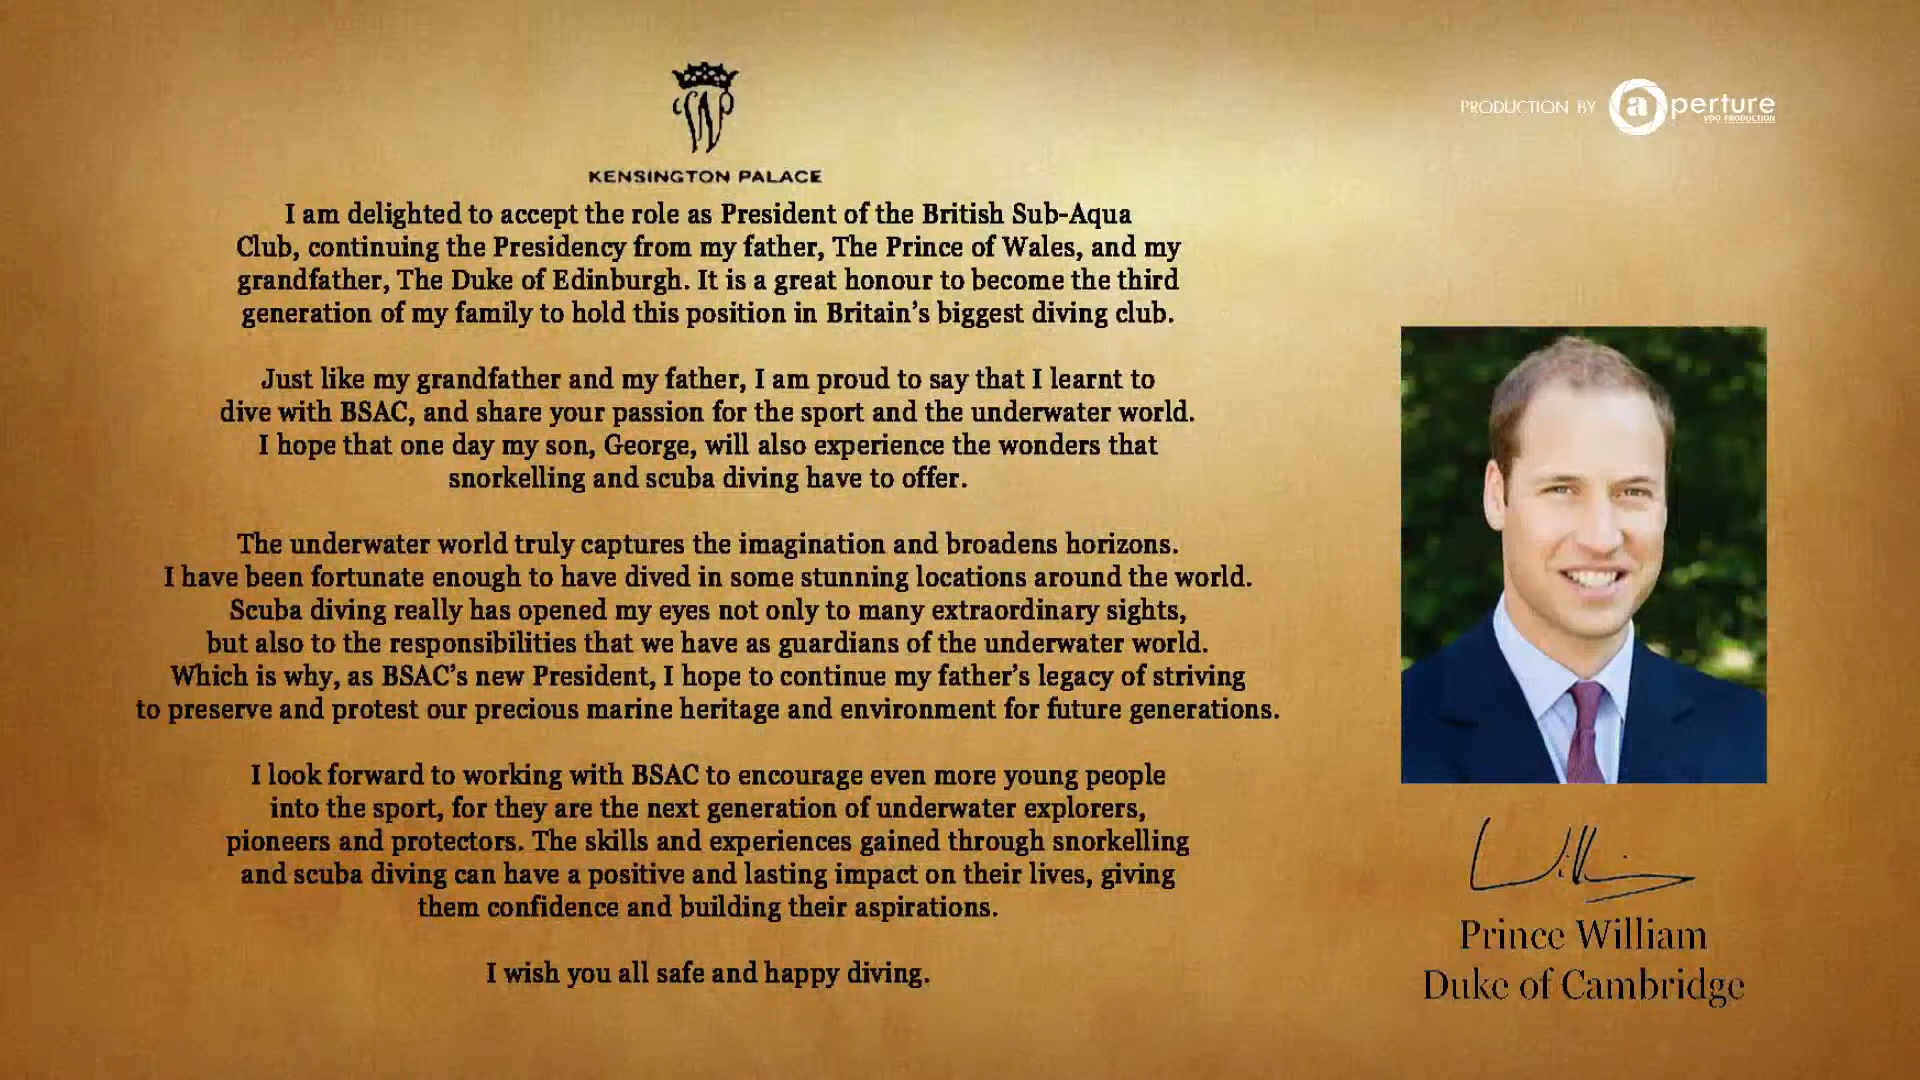 KENSINGTON PALACE
PRODUCTION BY aperture
VDO PRODUCTION
I am delighted to accept the role as President of the British Sub-Aqua
Club, continuing the Presidency from my father, The Prince of Wales, and my
grandfather, The Duke of Edinburgh. It is a great honour to become the third
generation of my family to hold this position in Britain's biggest diving club.
Just like my grandfather and my father, I am proud to say that I learnt to
dive with BSAC, and share your passion for the sport and the underwater world.
I hope that one day my son, George, will also experience the wonders that
snorkelling and scuba diving have to offer.
The underwater world truly captures the imagination and broadens horizons.
I have been fortunate enough to have dived in some stunning locations around the world.
Scuba diving really has opened my eyes not only to many extraordinary sights,
but also to the responsibilities that we have as guardians of the underwater world.
Which is why, as BSAC's new President, I hope to continue my father's legacy of striving
to preserve and protest our precious marine heritage and environment for future generations.
I look forward to working with BSAC to encourage even more young people
into the sport, for they are the next generation of underwater explorers,
pioneers and protectors. The skills and experiences gained through snorkelling
and scuba diving can have a positive and lasting impact on their lives, giving
them confidence and building their aspirations.
I wish you all safe and happy diving.
William
Prince William
Duke of Cambridge